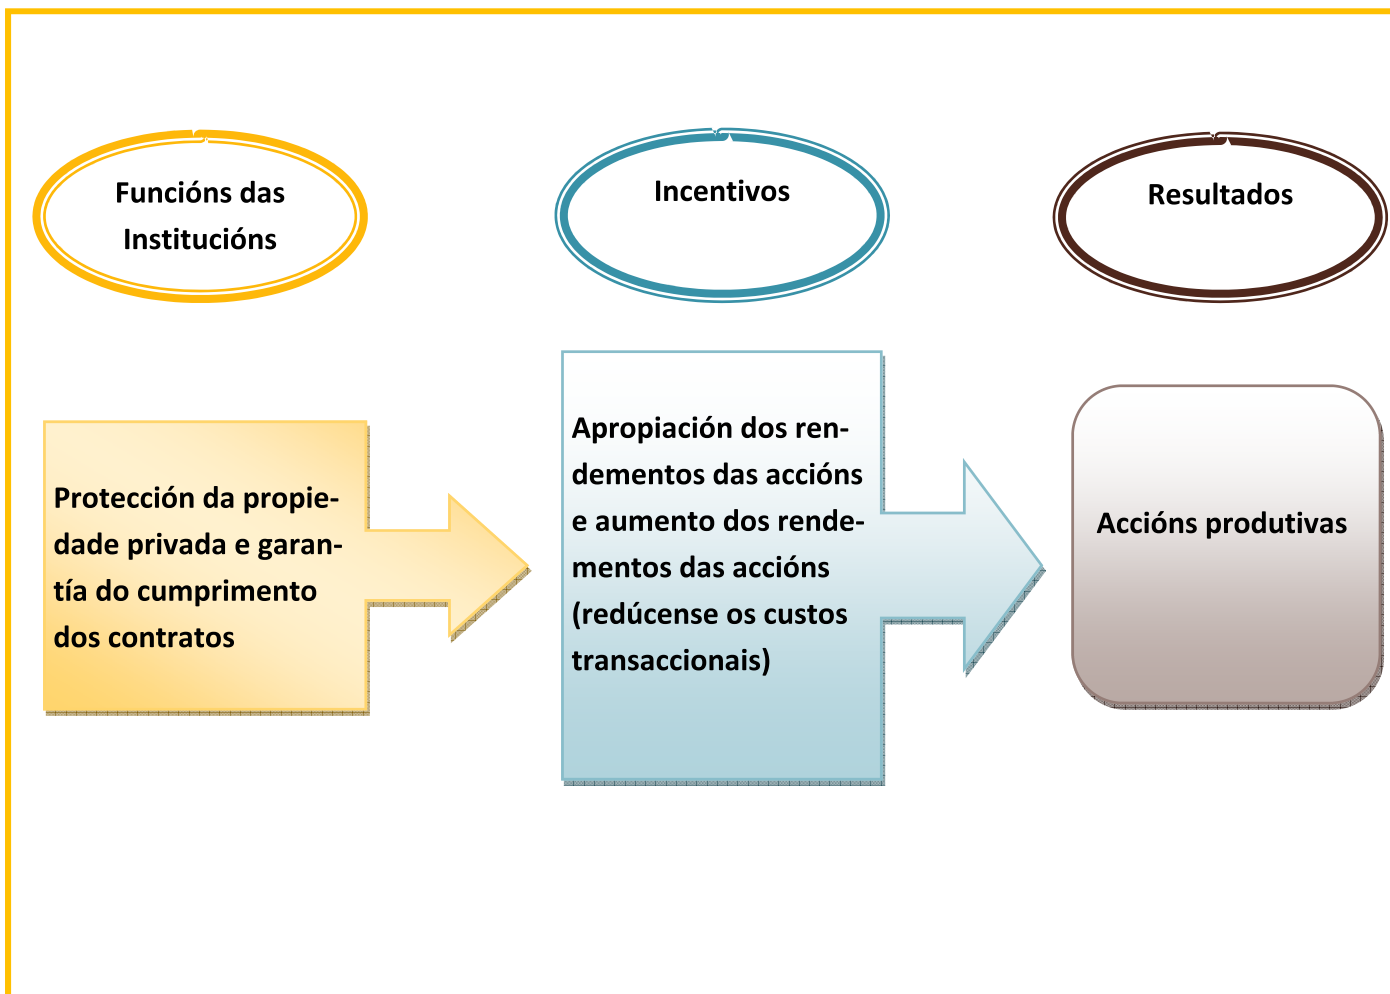 Funcións das
Institucións
Incentivos
Resultados
Protección da propie-
dade privada e garan-
tía do cumprimento
dos contratos
Apropiación dos ren-
dementos das accións
e aumento dos rende-
mentos das accións
(redúcense os custos
transaccionais)
Accións produtivas